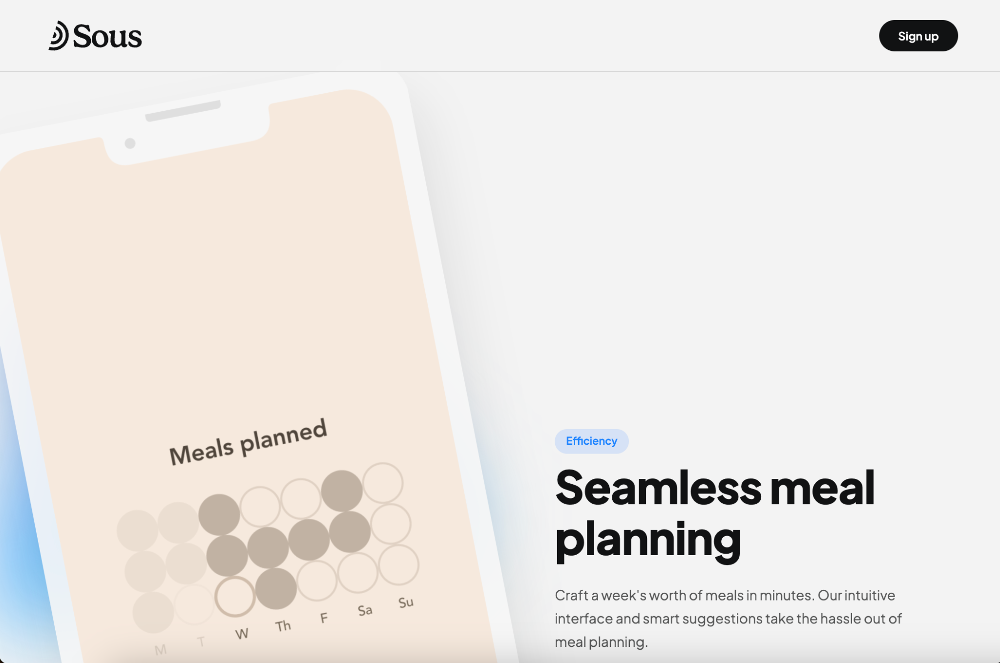 Sous
Sign up
Meals planned
M T W Th F Sa Su
Efficiency
Seamless meal
planning
Craft a week's worth of meals in minutes. Our intuitive
interface and smart suggestions take the hassle out of
meal planning.